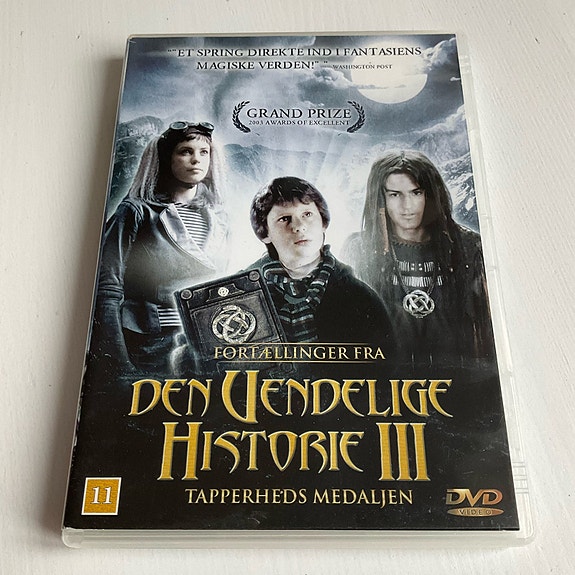 ""ET SPRING DIREKTE IND I FANTASIENS
MAGISKE VERDEN!" "
- WASHINGTON POST
GRAND PRIZE
2003 AWARDS OF EXCELLENT
FORTÆLLINGER FRA
DEN UENDELIGE
HISTORIE III
TAPPERHEDS MEDALJEN
11
DVD
VIDEO